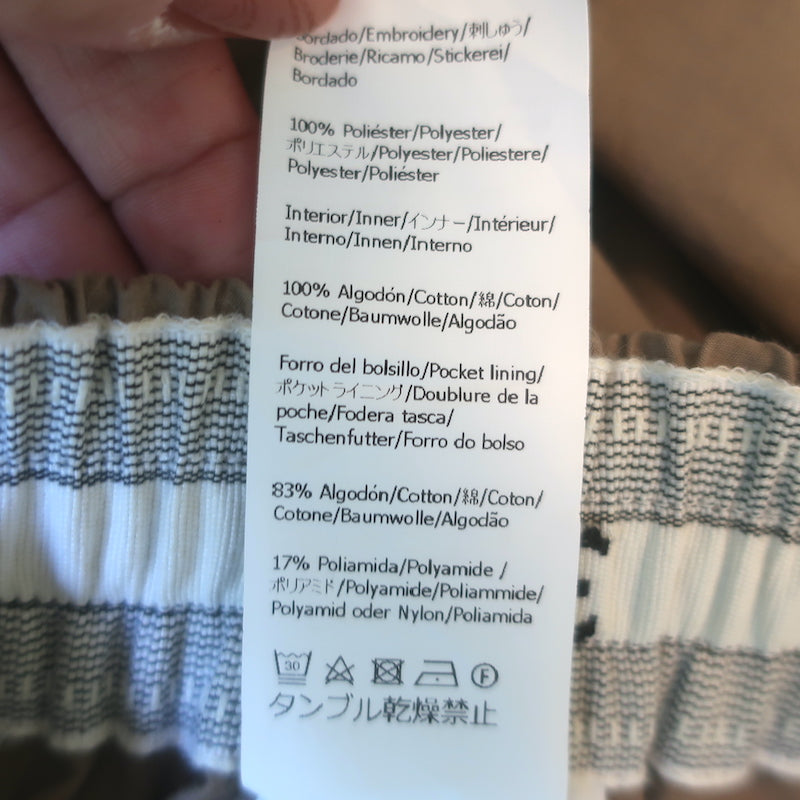 Bordado/Embroidery/刺しゅう/
Broderie/Ricamo/Stickerei/
Bordado
100% Poliéster/Polyester/
ポリエステル/Polyester/Poliestere/
Polyester/Poliéster
Interior/Inner/インナー/Intérieur/
Interno/Innen/Interno
100% Algodón/Cotton/綿/Coton/
Cotone/Baumwolle/Algodão
Forro del bolsillo/Pocket lining/
ポケットライニング/Doublure de la
poche/Fodera tasca/
Taschenfutter/Forro do bolso
83% Algodón/Cotton/綿/Coton/
Cotone/Baumwolle/Algodão
17% Poliamida/Polyamide /
ポリアミド/Polyamide/Poliammide/
Polyamid oder Nylon/Poliamida
30 F
タンブル乾燥禁止